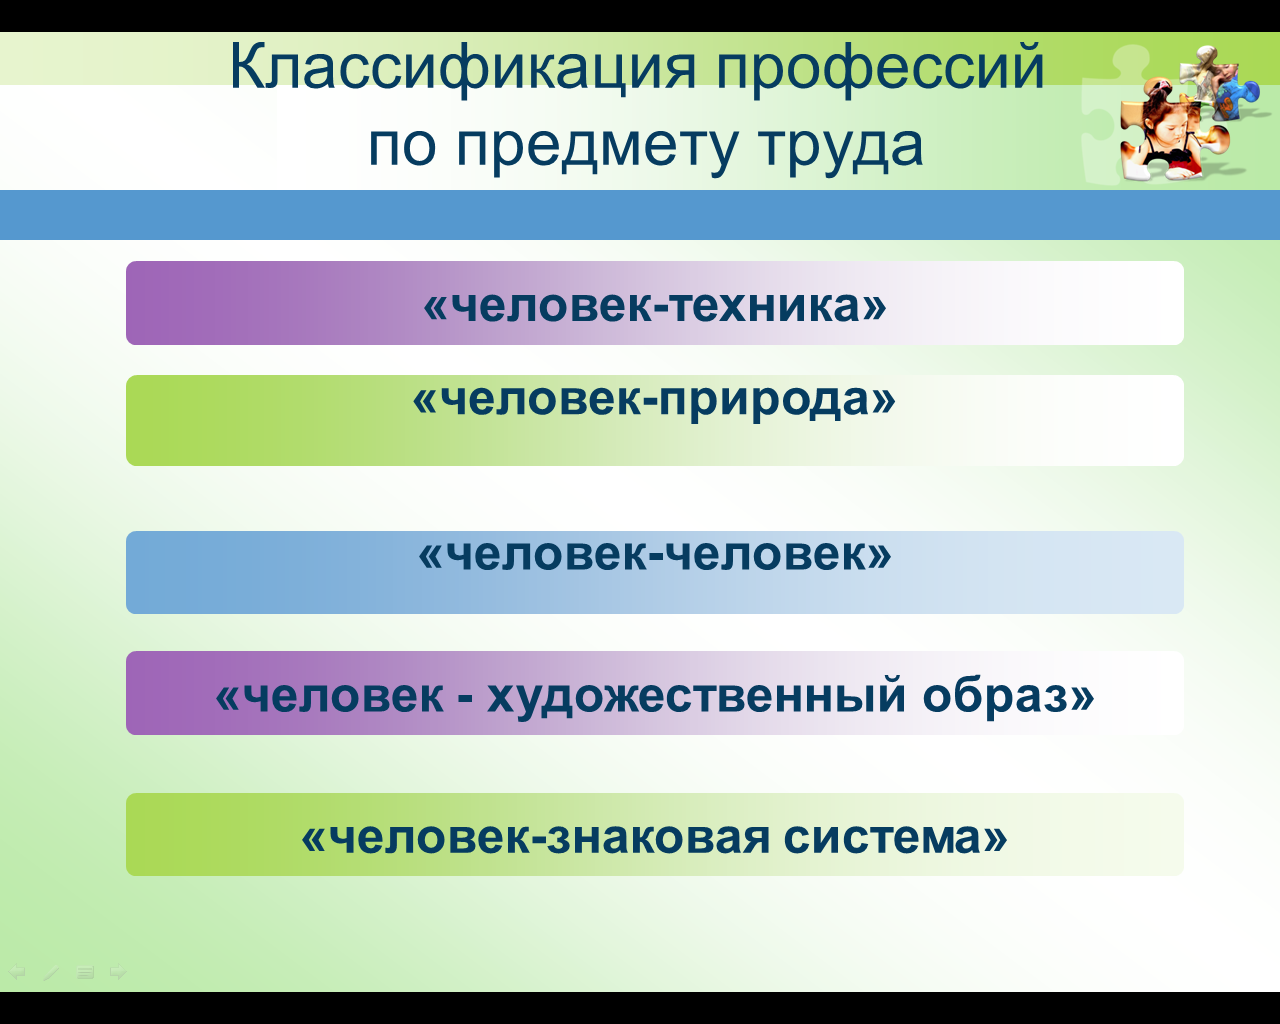 Классификация профессий
по предмету труда
«человек-техника»
«человек-природа»
«человек-человек»
«человек - художественный образ»
«человек-знаковая система»